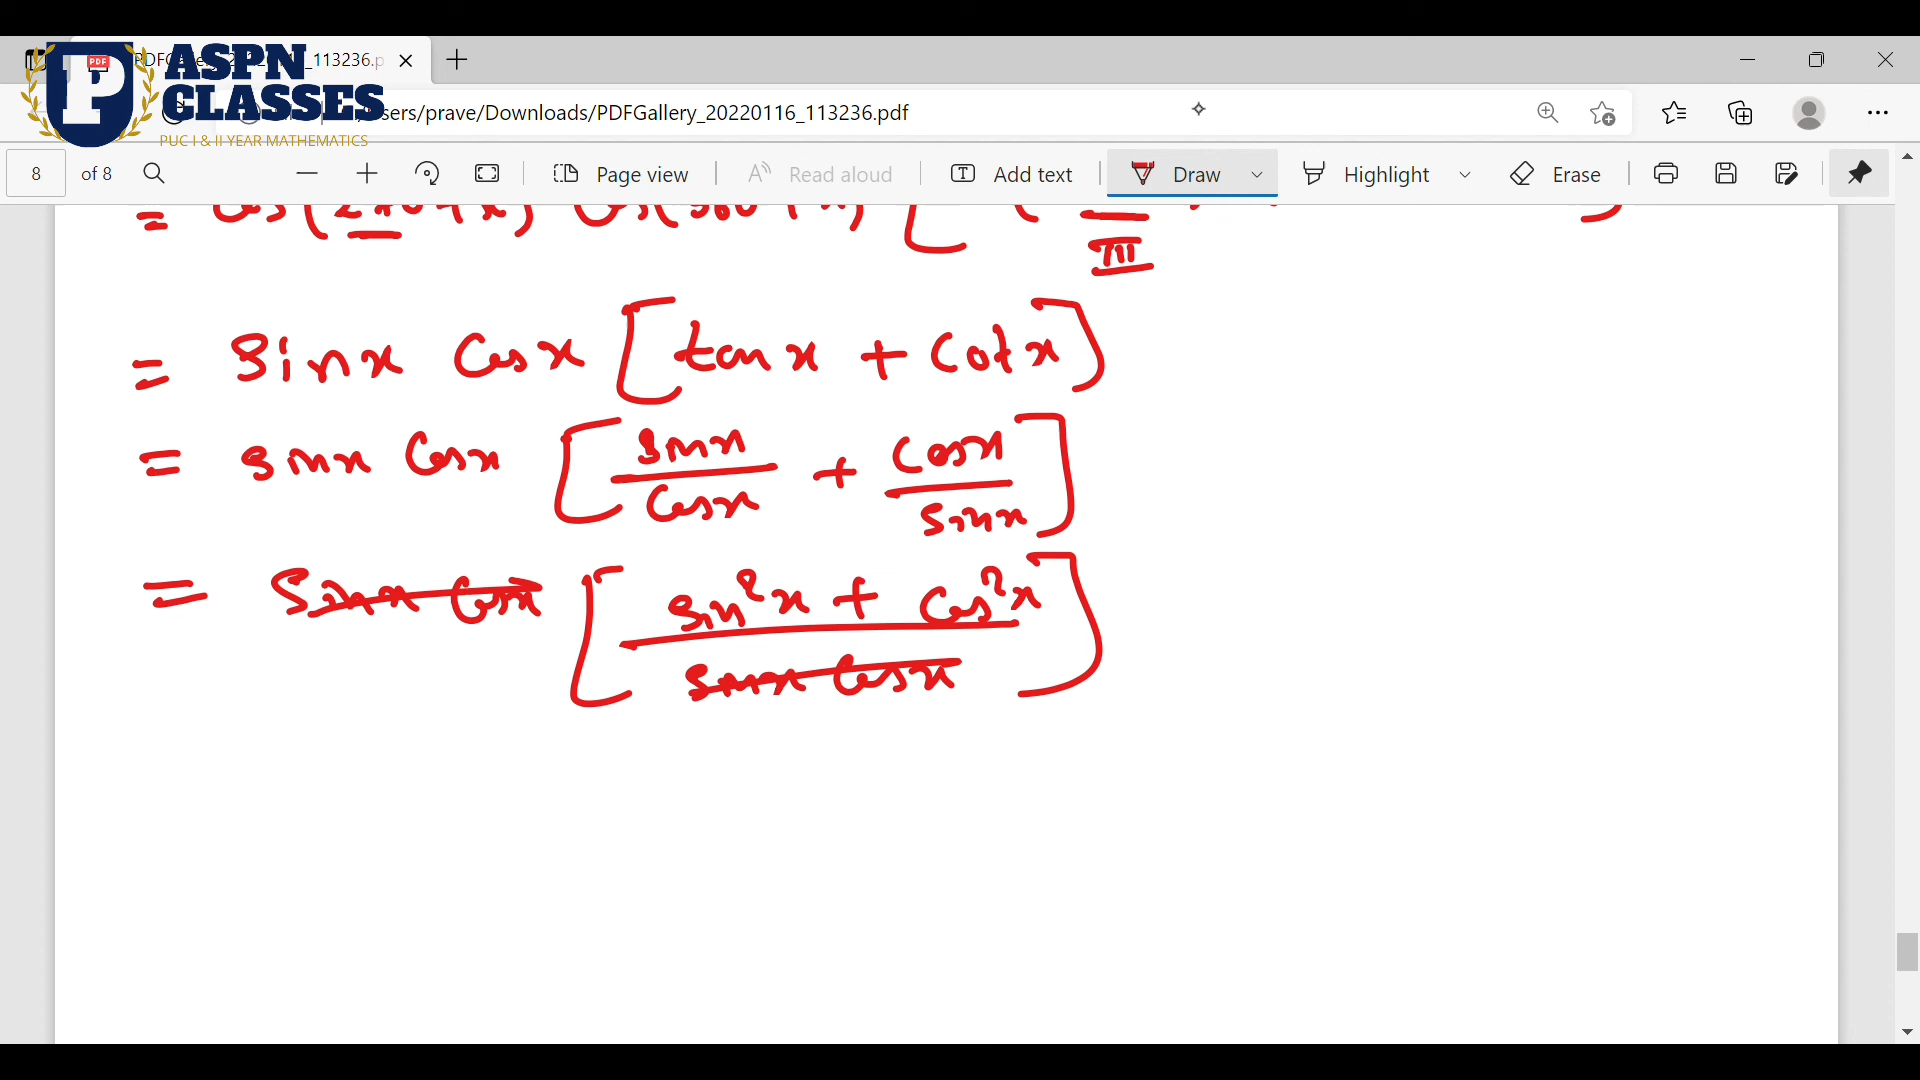 PDFGallery_20220116_113236.p
ASPN
CLASSES
PUC I & II YEAR MATHEMATICS
sers/prave/Downloads/PDFGallery_20220116_113236.pdf
8 of 8 Page view Read aloud Add text Draw Highlight Erase
III
= Sinx Cosx [tanx + Cotx]
= sinx Cosx [sinx/Cosx + Cosx/Sinx]
= Sinx Cosx [sin²x + Cos²x / sinx Cosx]